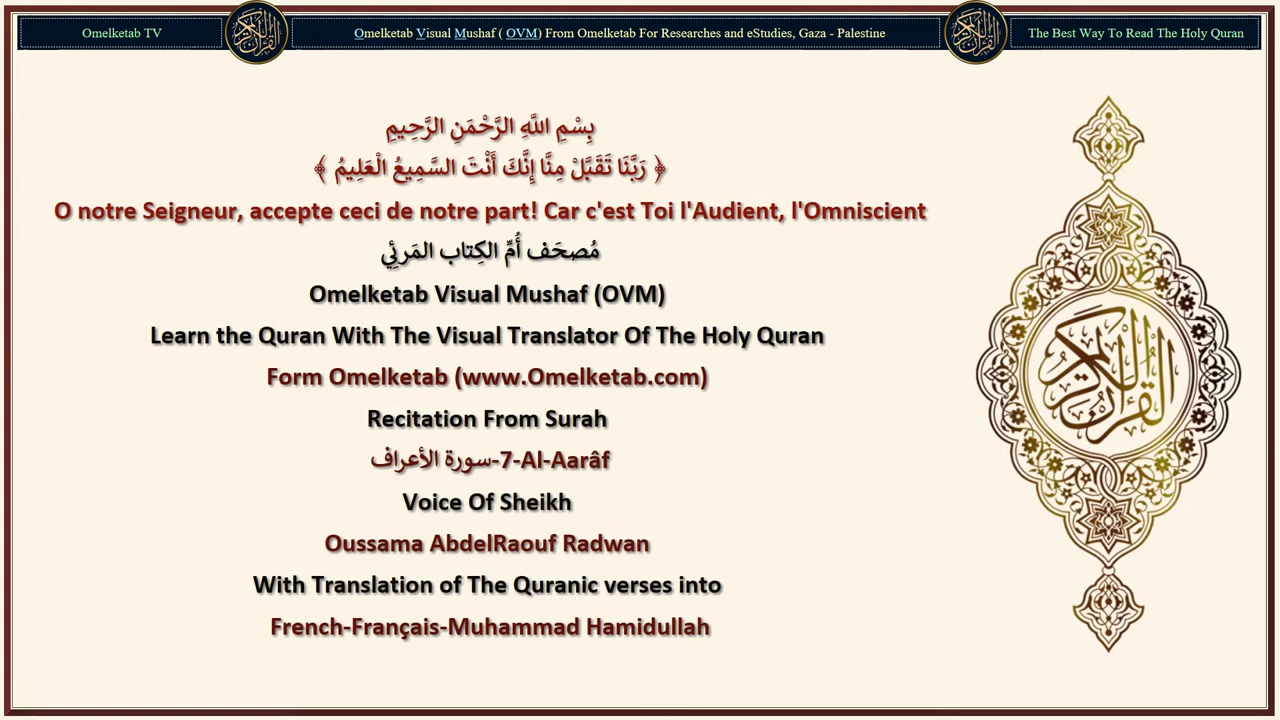 Omelketab TV
Omelketab Visual Mushaf ( OVM) From Omelketab For Researches and eStudies, Gaza - Palestine
The Best Way To Read The Holy Quran
بِسْمِ اللَّهِ الرَّحْمَنِ الرَّحِيمِ
﴿ رَبَّنَا تَقَبَّلْ مِنَّا إِنَّكَ أَنْتَ السَّمِيعُ الْعَلِيمُ ﴾
O notre Seigneur, accepte ceci de notre part! Car c'est Toi l'Audient, l'Omniscient
مُصحَف أُمِّ الكِتاب المَرئِي
Omelketab Visual Mushaf (OVM)
Learn the Quran With The Visual Translator Of The Holy Quran
Form Omelketab (www.Omelketab.com)
Recitation From Surah
سورة الأعراف-7-Al-Aarâf
Voice Of Sheikh
Oussama AbdelRaouf Radwan
With Translation of The Quranic verses into
French-Français-Muhammad Hamidullah
القرآن الكريم